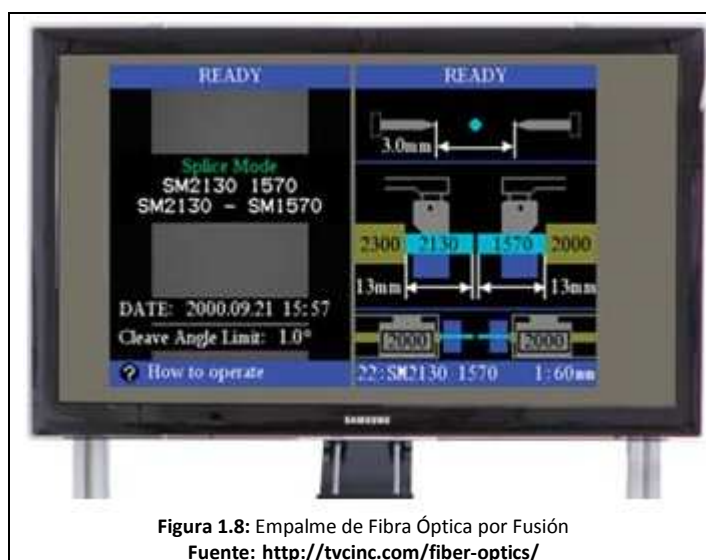 READY
Splice Mode
SM2130 1570
SM2130 - SM1570
DATE: 2000.09.21 15:57
Cleave Angle Limit: 1.0°
? How to operate
READY
3.0mm
2300 2130 1570 2000
13mm 13mm
2000 2000
22:SM2130 1570 1:60mm
SAMSUNG
Figura 1.8: Empalme de Fibra Óptica por Fusión
Fuente: http://tvcinc.com/fiber-optics/